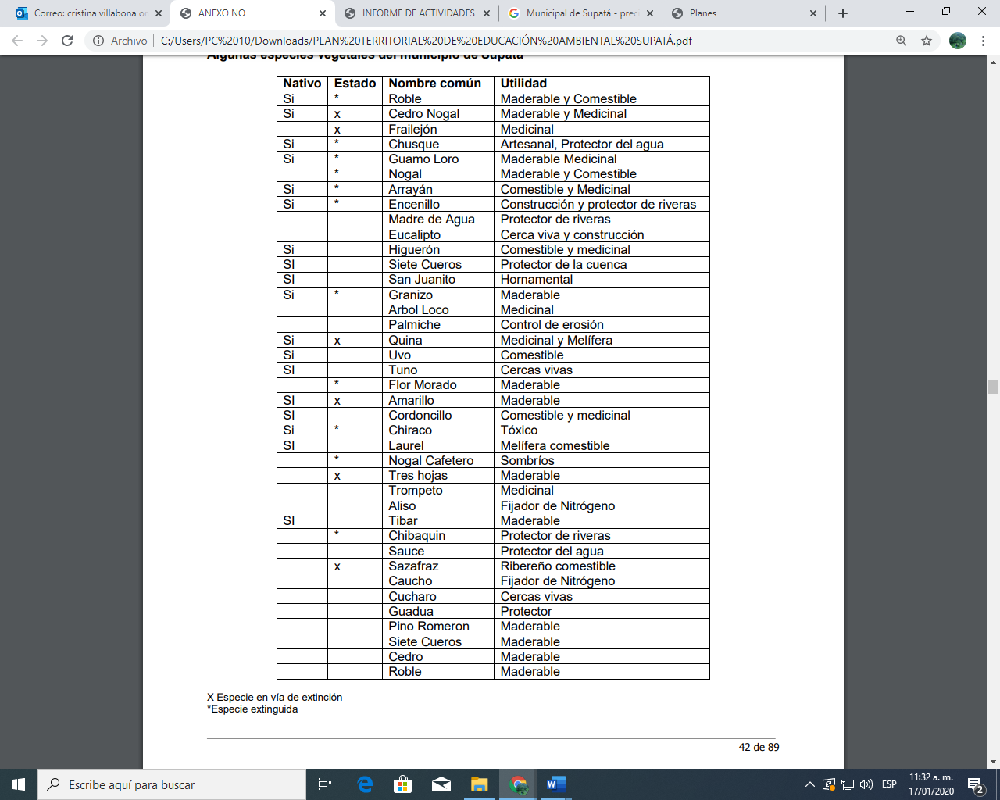 Correo: cristina villabona or
ANEXO NO
INFORME DE ACTIVIDADES
Municipal de Supatá - prec
Planes
Archivo
C:/Users/PC%2010/Downloads/PLAN%20TERRITORIAL%20DE%20EDUCACIÓN%20AMBIENTAL%20SUPATÁ.pdf
Algunas especies vegetales del municipio de Supatá
Nativo Estado Nombre común Utilidad
Si * Roble Maderable y Comestible
Si x Cedro Nogal Maderable y Medicinal
x Frailejón Medicinal
Si * Chusque Artesanal, Protector del agua
Si * Guamo Loro Maderable Medicinal
* Nogal Maderable y Comestible
Si * Arrayán Comestible y Medicinal
Si * Encenillo Construcción y protector de riveras
Madre de Agua Protector de riveras
Eucalipto Cerca viva y construcción
Si Higuerón Comestible y medicinal
SI Siete Cueros Protector de la cuenca
SI San Juanito Hornamental
Si * Granizo Maderable
Arbol Loco Medicinal
Palmiche Control de erosión
Si x Quina Medicinal y Melífera
Si Uvo Comestible
SI Tuno Cercas vivas
* Flor Morado Maderable
SI x Amarillo Maderable
SI Cordoncillo Comestible y medicinal
Si * Chiraco Tóxico
SI Laurel Melífera comestible
* Nogal Cafetero Sombríos
x Tres hojas Maderable
Trompeto Medicinal
Aliso Fijador de Nitrógeno
SI Tibar Maderable
* Chibaquin Protector de riveras
Sauce Protector del agua
x Sazafraz Ribereño comestible
Caucho Fijador de Nitrógeno
Cucharo Cercas vivas
Guadua Protector
Pino Romeron Maderable
Siete Cueros Maderable
Cedro Maderable
Roble Maderable
X Especie en vía de extinción
*Especie extinguida
42 de 89
Escribe aquí para buscar
ESP
11:32 a. m.
17/01/2020
2